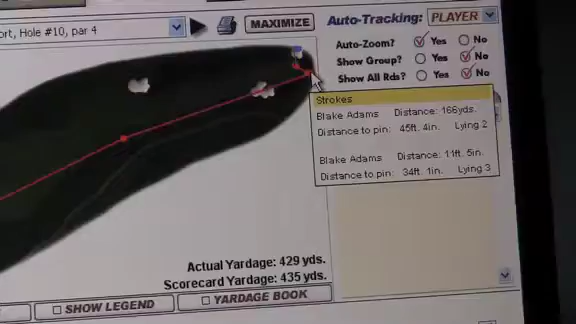 ort, Hole #10, par 4
MAXIMIZE
Auto-Tracking: PLAYER
Auto-Zoom? Yes No
Show Group? Yes No
Show All Rds? Yes No
Strokes
Blake Adams Distance: 166yds.
Distance to pin: 45ft. 4in. Lying 2
Blake Adams Distance: 11ft. 5in.
Distance to pin: 34ft. 1in. Lying 3
Actual Yardage: 429 yds.
Scorecard Yardage: 435 yds.
SHOW LEGEND
YARDAGE BOOK